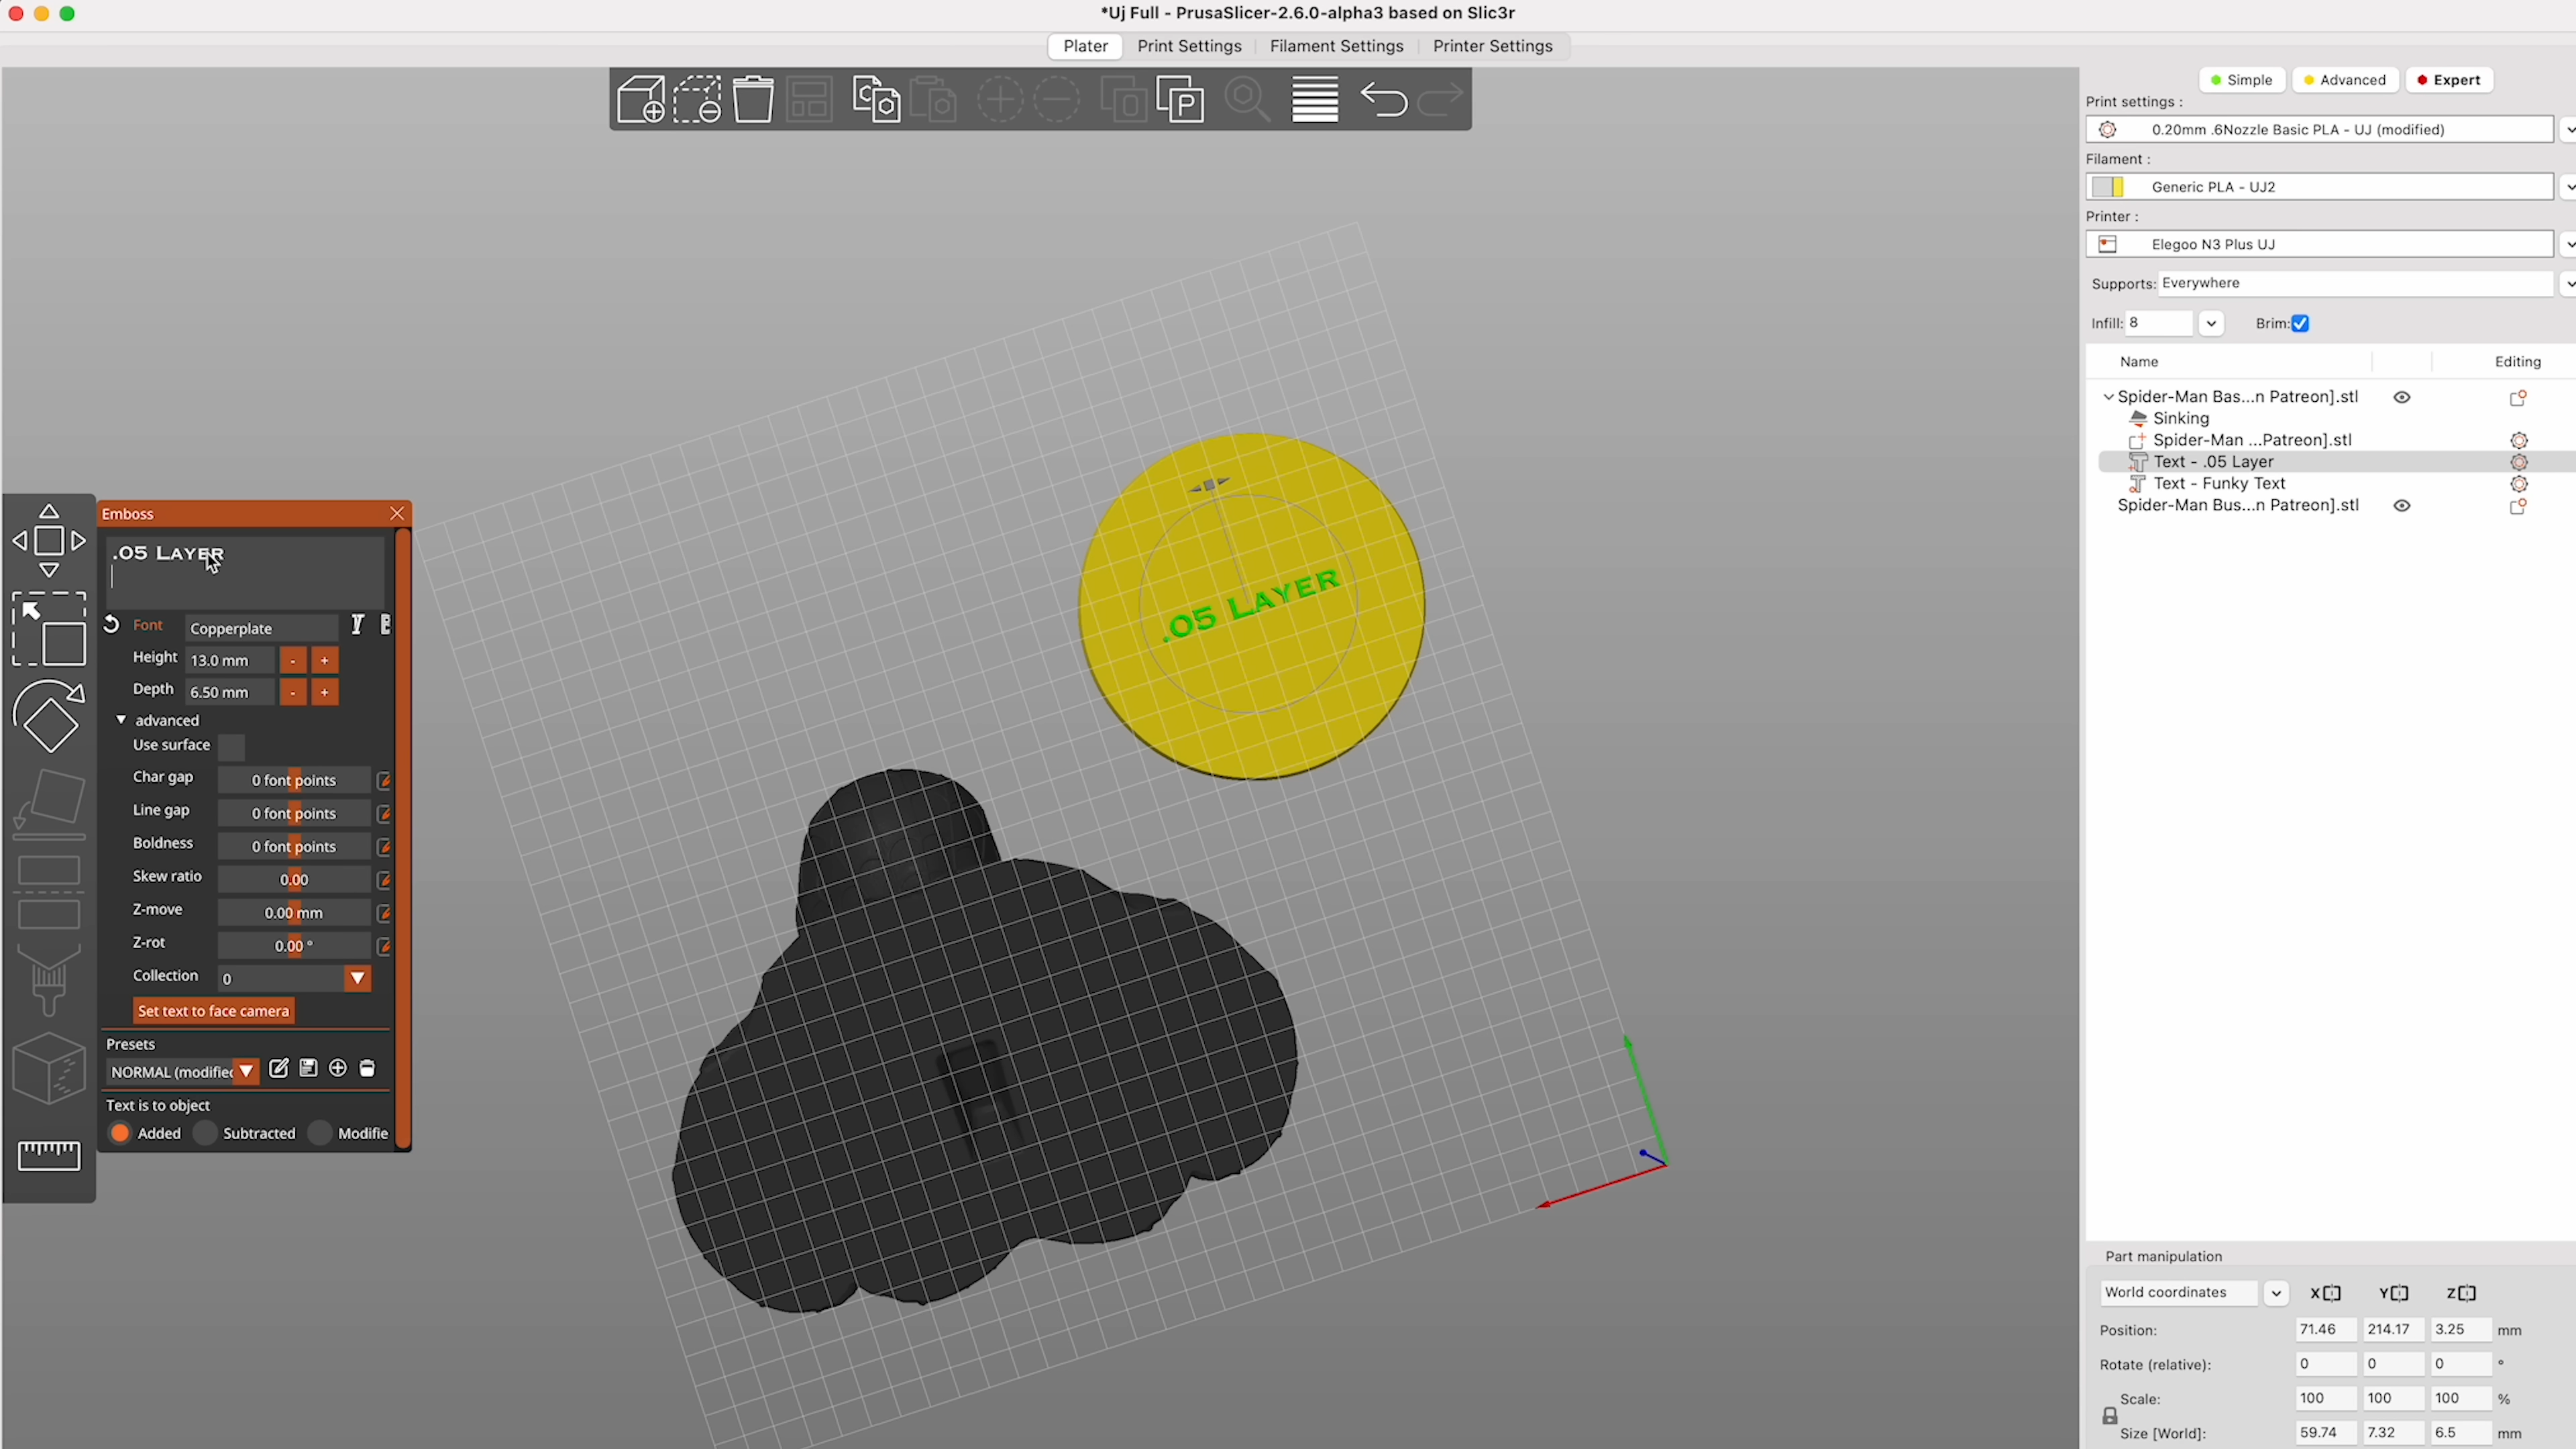 *Uj Full - PrusaSlicer-2.6.0-alpha3 based on Slic3r
Plater Print Settings Filament Settings Printer Settings
Simple Advanced Expert
Print settings :
0.20mm .6Nozzle Basic PLA - UJ (modified)
Filament :
Generic PLA - UJ2
Printer :
Elegoo N3 Plus UJ
Supports: Everywhere
Infill: 8 Brim:
Name Editing
Spider-Man Bas...n Patreon].stl
Sinking
Spider-Man ...Patreon].stl
Text - .05 Layer
Text - Funky Text
Spider-Man Bus...n Patreon].stl
Emboss
.05 Layer
Font Copperplate
Height 13.0 mm - +
Depth 6.50 mm - +
advanced
Use surface
Char gap 0 font points
Line gap 0 font points
Boldness 0 font points
Skew ratio 0.00
Z-move 0.00 mm
Z-rot 0.00 °
Collection 0
Set text to face camera
Presets
NORMAL (modified
Text is to object
Added Subtracted Modifie
.05 Layer
Part manipulation
World coordinates X Y Z
Position: 71.46 214.17 3.25 mm
Rotate (relative): 0 0 0 °
Scale: 100 100 100 %
Size [World]: 59.74 7.32 6.5 mm